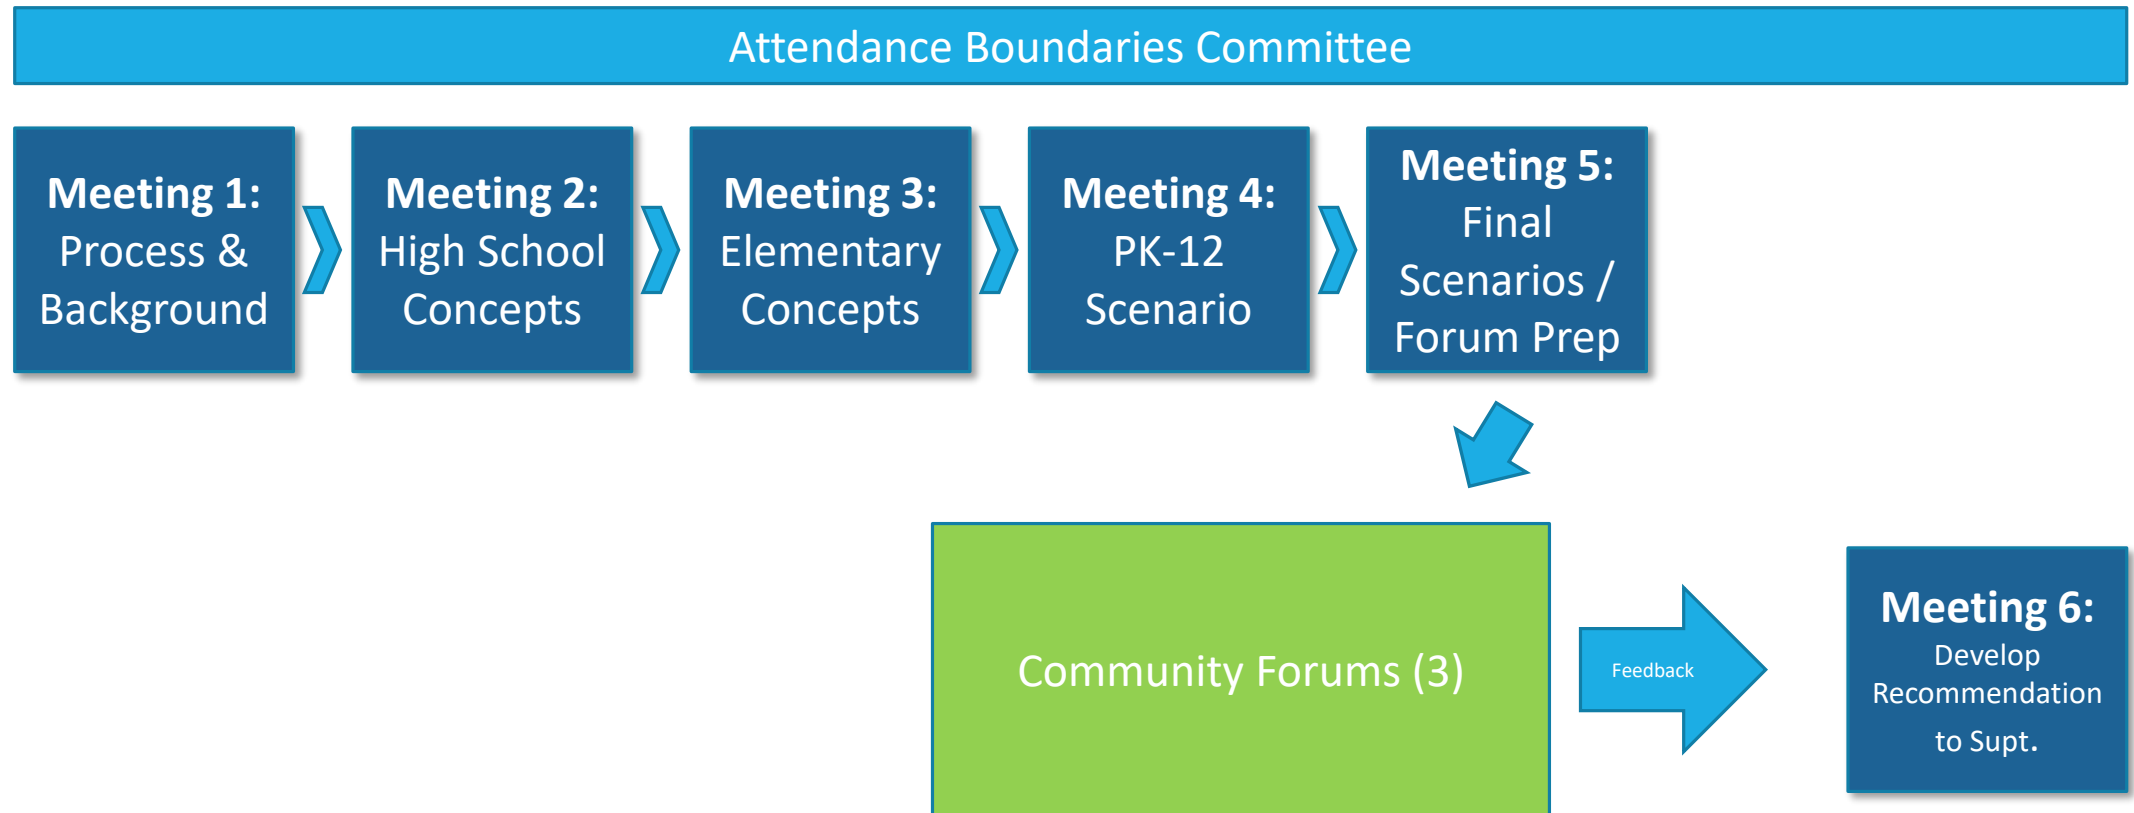 Attendance Boundaries Committee
Meeting 1:
Process &
Background
Meeting 2:
High School
Concepts
Meeting 3:
Elementary
Concepts
Meeting 4:
PK-12
Scenario
Meeting 5:
Final
Scenarios /
Forum Prep
Community Forums (3)
Feedback
Meeting 6:
Develop
Recommendation
to Supt.